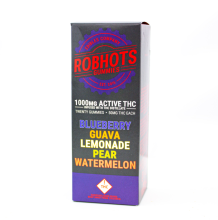 ROBHOTS
GUMMIES
1000MG ACTIVE THC
TWENTY GUMMIES • 50MG THC EACH
BLUEBERRY
GUAVA
LEMONADE
PEAR
WATERMELON